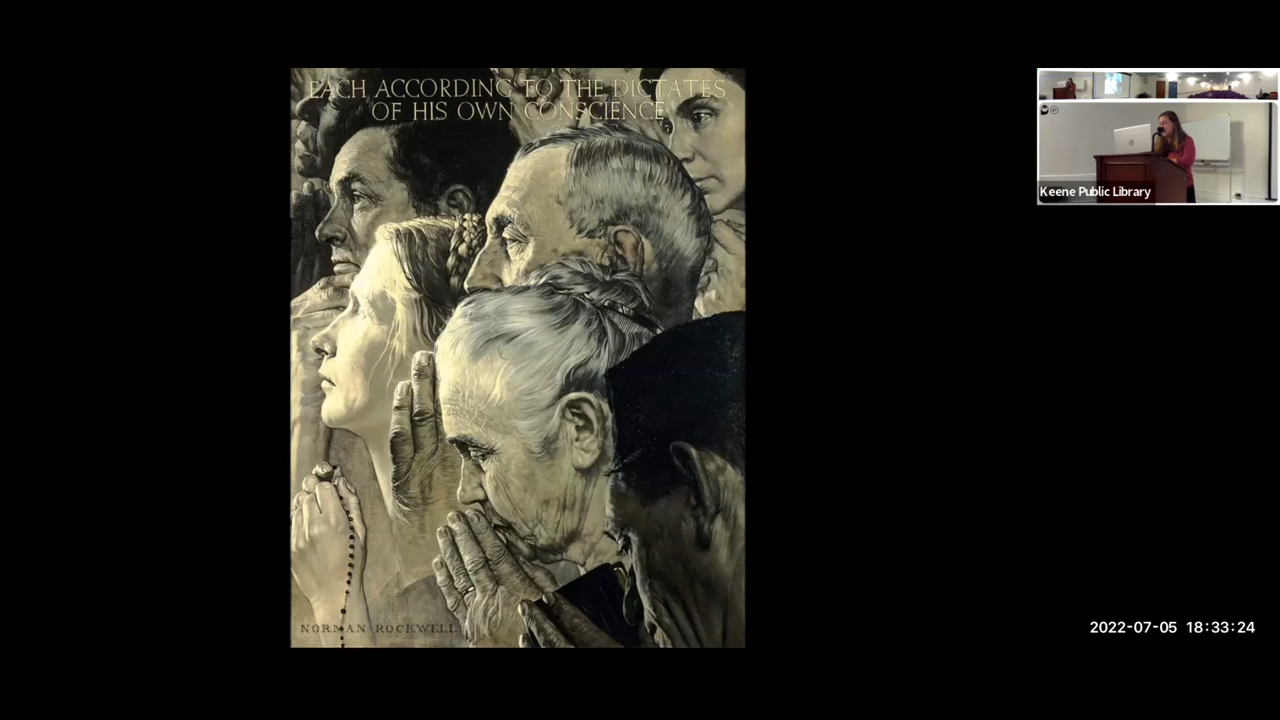 EACH ACCORDING TO THE DICTATES
OF HIS OWN CONSCIENCE
NORMAN ROCKWELL
Keene Public Library
2022-07-05 18:33:24